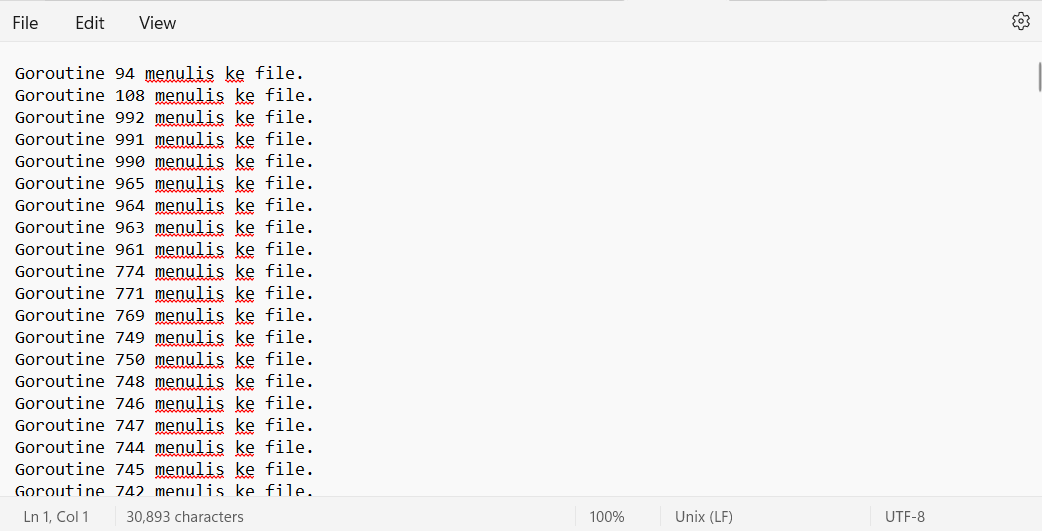 File Edit View
Goroutine 94 menulis ke file.
Goroutine 108 menulis ke file.
Goroutine 992 menulis ke file.
Goroutine 991 menulis ke file.
Goroutine 990 menulis ke file.
Goroutine 965 menulis ke file.
Goroutine 964 menulis ke file.
Goroutine 963 menulis ke file.
Goroutine 961 menulis ke file.
Goroutine 774 menulis ke file.
Goroutine 771 menulis ke file.
Goroutine 769 menulis ke file.
Goroutine 749 menulis ke file.
Goroutine 750 menulis ke file.
Goroutine 748 menulis ke file.
Goroutine 746 menulis ke file.
Goroutine 747 menulis ke file.
Goroutine 744 menulis ke file.
Goroutine 745 menulis ke file.
Goroutine 742 menulis ke file.
Ln 1, Col 1 30,893 characters 100% Unix (LF) UTF-8